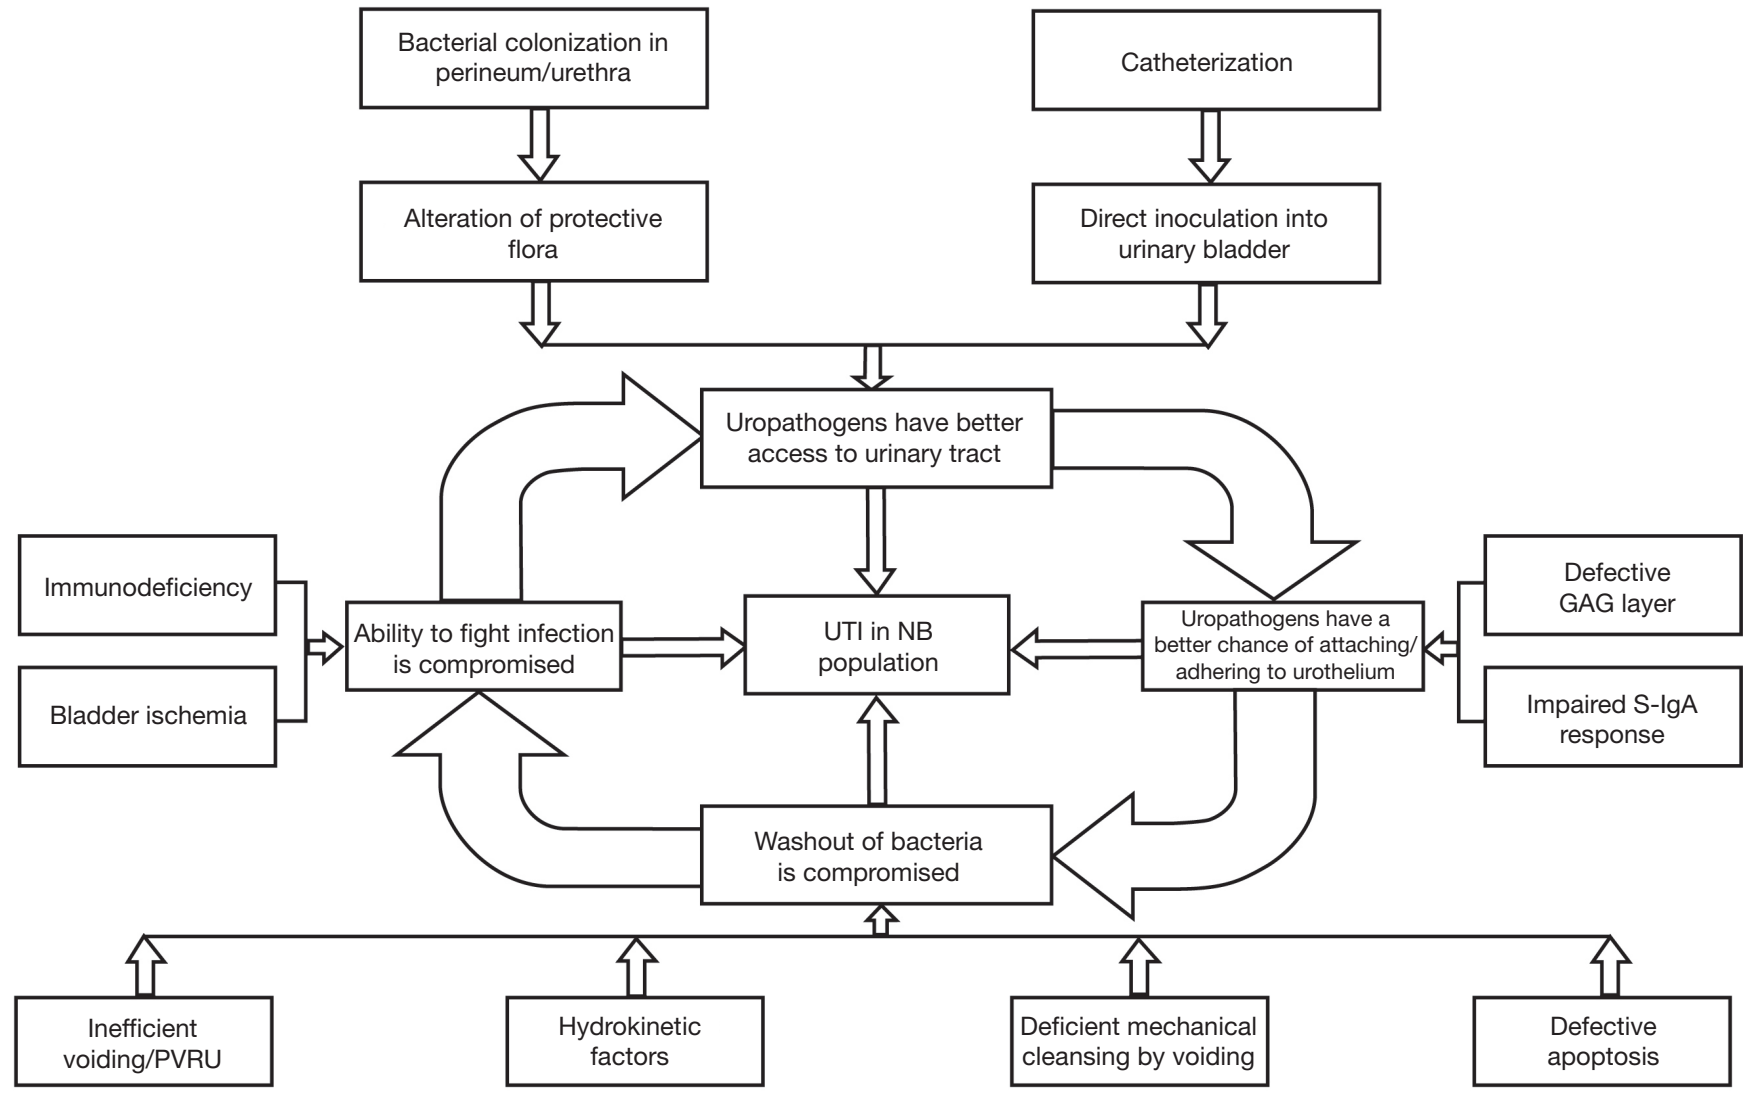 Bacterial colonization in
perineum/urethra
Catheterization
Alteration of protective
flora
Direct inoculation into
urinary bladder
Uropathogens have better
access to urinary tract
Immunodeficiency
Bladder ischemia
Ability to fight infection
is compromised
UTI in NB
population
Uropathogens have a
better chance of attaching/
adhering to urothelium
Defective
GAG layer
Impaired S-IgA
response
Washout of bacteria
is compromised
Inefficient
voiding/PVRU
Hydrokinetic
factors
Deficient mechanical
cleansing by voiding
Defective
apoptosis